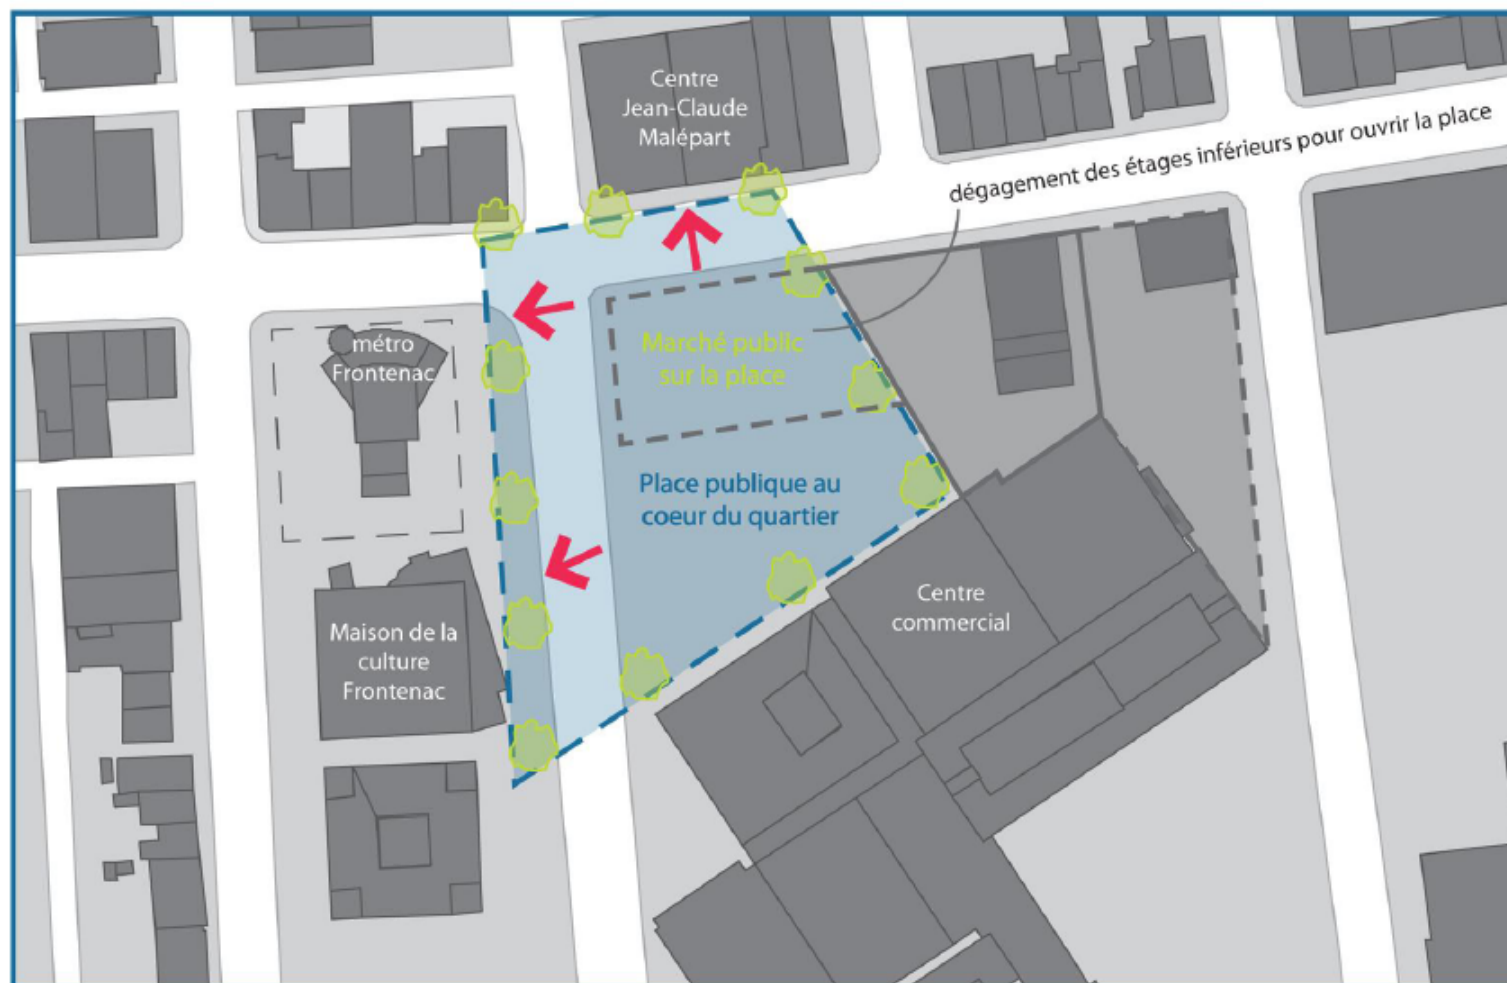 Centre
Jean-Claude
Malépart
dégagement des étages inférieurs pour ouvrir la place
métro
Frontenac
Marché public
sur la place
Place publique au
coeur du quartier
Centre
commercial
Maison de la
culture
Frontenac